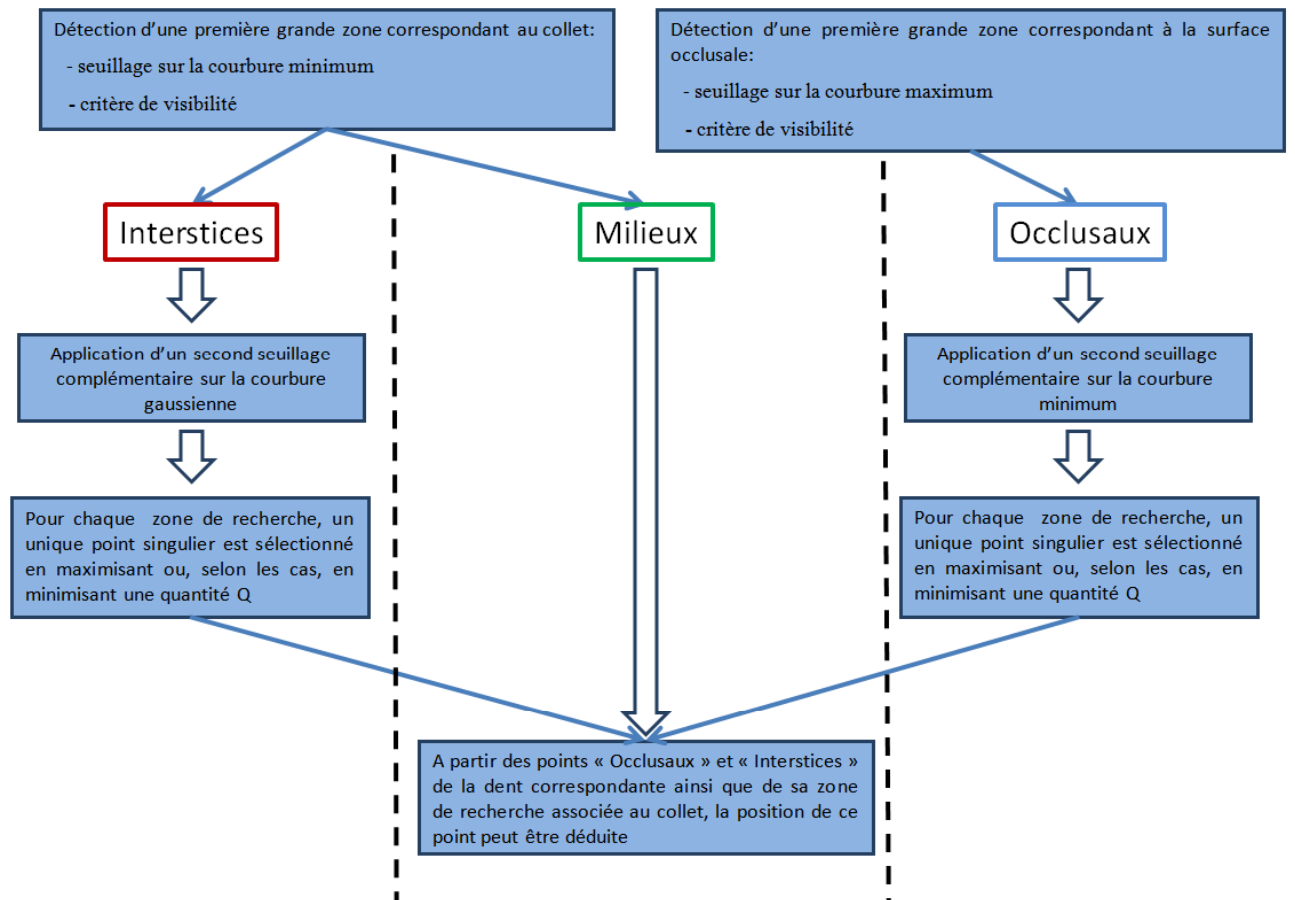 Détection d'une première grande zone correspondant au collet:
- seuillage sur la courbure minimum
- critère de visibilité
Détection d'une première grande zone correspondant à la surface
occlusale:
- seuillage sur la courbure maximum
- critère de visibilité
Interstices
Milieux
Occlusaux
Application d'un second seuillage
complémentaire sur la courbure
gaussienne
Application d'un second seuillage
complémentaire sur la courbure
minimum
Pour chaque zone de recherche, un
unique point singulier est sélectionné
en maximisant ou, selon les cas, en
minimisant une quantité Q
Pour chaque zone de recherche, un
unique point singulier est sélectionné
en maximisant ou, selon les cas, en
minimisant une quantité Q
A partir des points « Occlusaux » et « Interstices »
de la dent correspondante ainsi que de sa zone
de recherche associée au collet, la position de ce
point peut être déduite